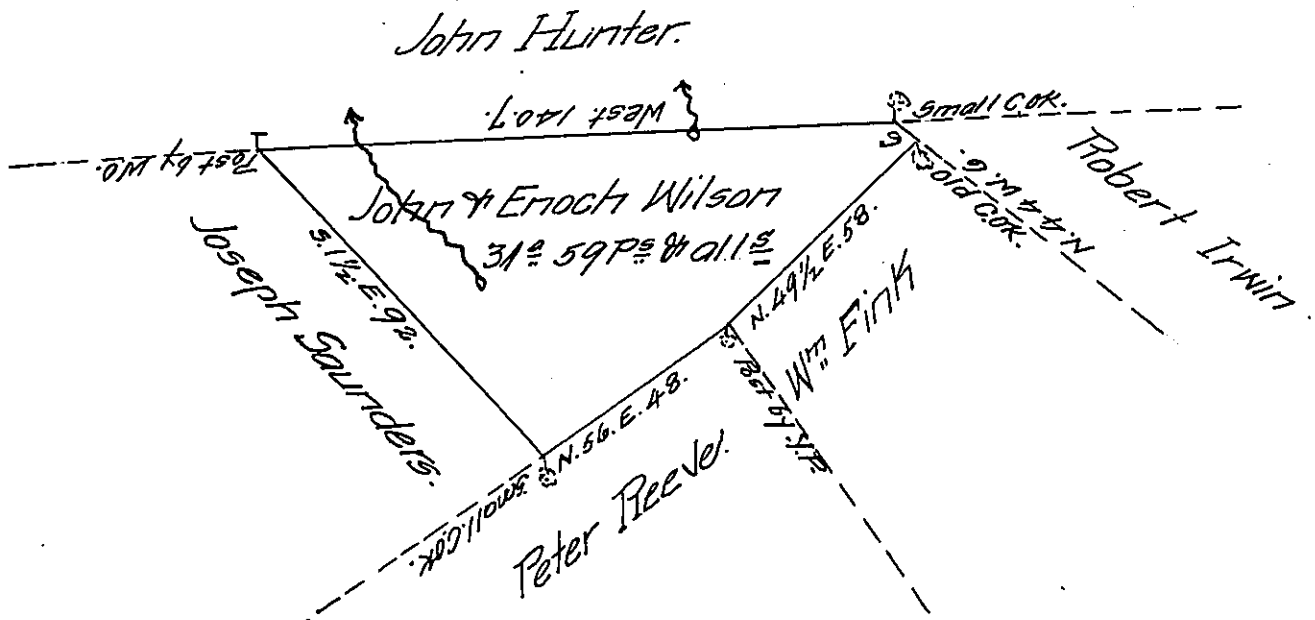 John Hunter.
West. 140.7.
Small C.OK.
Post by W.O.
6
Old C.OK.
N. 44 W. 6.
Robert Irwin.
John & Enoch Wilson
31ª 59 Pˢ & all.ˢ
Joseph Saunders.
S. 1½ E. 92.
N. 49½ E. 58.
Wᵐ Fink
Post by
N. 56. E. 48.
Small C.OK.
Peter Reeve.